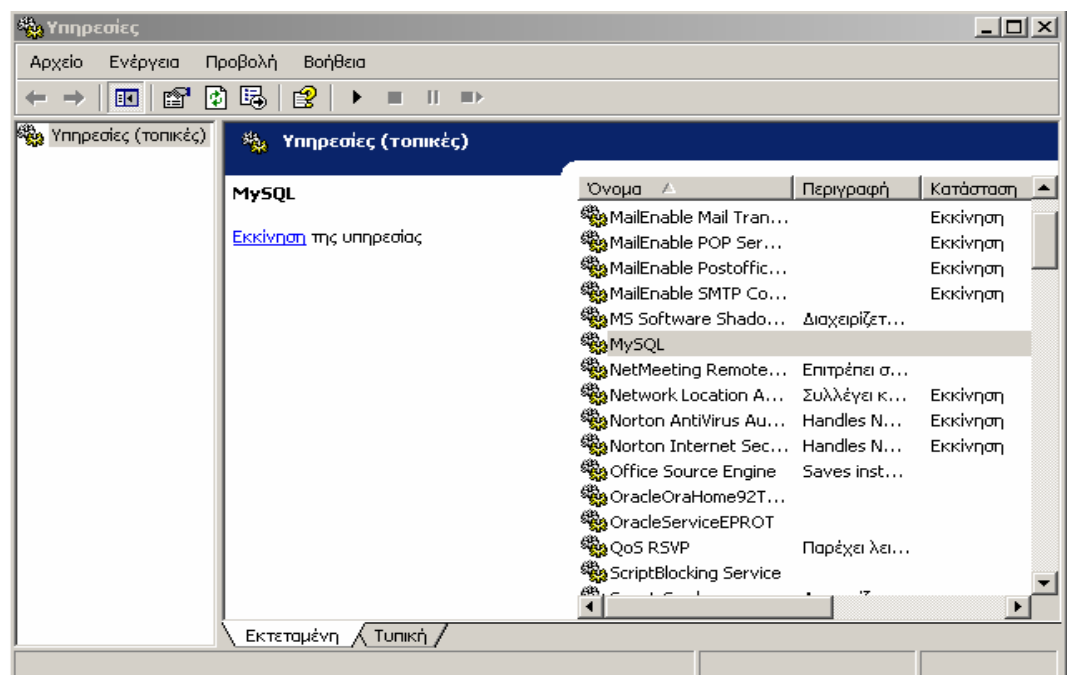 Υπηρεσίες
Αρχείο Ενέργεια Προβολή Βοήθεια
Υπηρεσίες (τοπικές)
Υπηρεσίες (τοπικές)
MySQL
Εκκίνηση της υπηρεσίας
Όνομα Περιγραφή Κατάσταση
MailEnable Mail Tran... Εκκίνηση
MailEnable POP Ser... Εκκίνηση
MailEnable Postoffic... Εκκίνηση
MailEnable SMTP Co... Εκκίνηση
MS Software Shado... Διαχειρίζετ...
MySQL
NetMeeting Remote... Επιτρέπει σ...
Network Location A... Συλλέγει κ... Εκκίνηση
Norton AntiVirus Au... Handles N... Εκκίνηση
Norton Internet Sec... Handles N... Εκκίνηση
Office Source Engine Saves inst...
OracleOraHome92T...
OracleServiceEPROT
QoS RSVP Παρέχει λει...
ScriptBlocking Service
Εκτεταμένη Τυπική